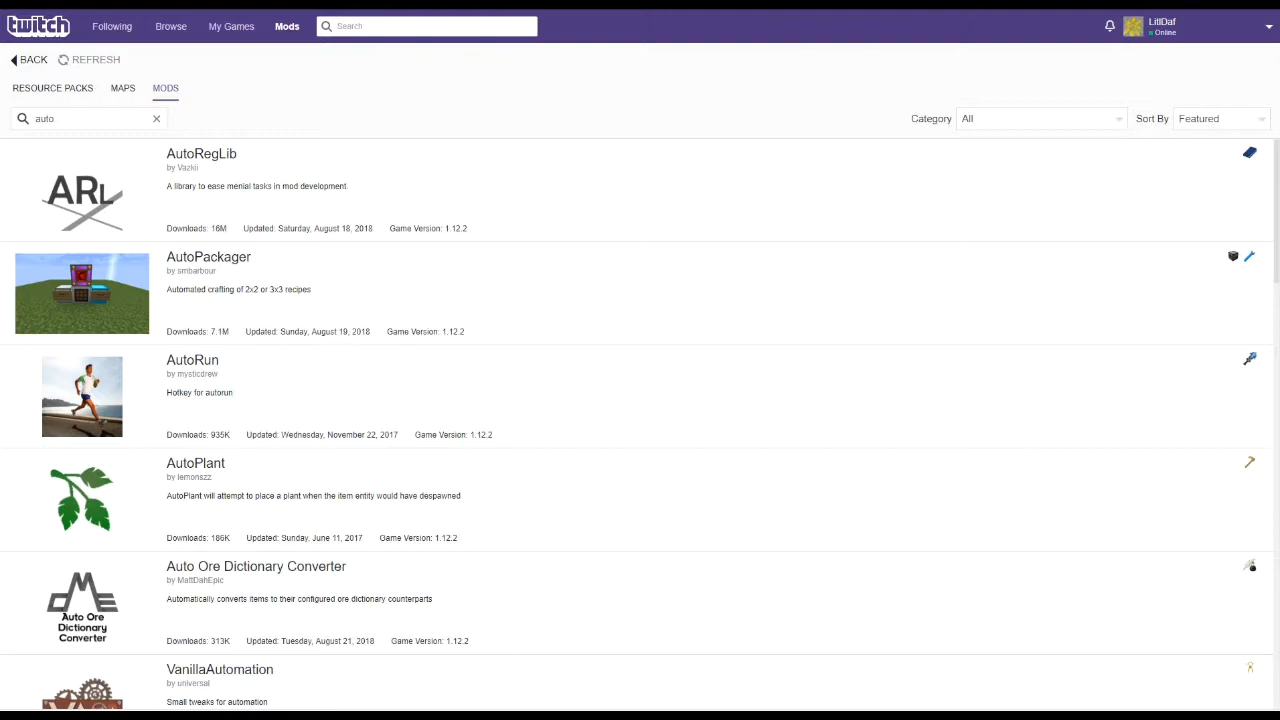 twitch Following Browse My Games Mods Search LitlDaf
Online
BACK REFRESH
RESOURCE PACKS MAPS MODS
auto Category All Sort By Featured
AutoRegLib
by Vazkii
A library to ease menial tasks in mod development.
Downloads: 16M Updated: Saturday, August 18, 2018 Game Version: 1.12.2
ARL
AutoPackager
by smbarbour
Automated crafting of 2x2 or 3x3 recipes
Downloads: 7.1M Updated: Sunday, August 19, 2018 Game Version: 1.12.2
AutoRun
by mysticdrew
Hotkey for autorun
Downloads: 935K Updated: Wednesday, November 22, 2017 Game Version: 1.12.2
AutoPlant
by lemonszz
AutoPlant will attempt to place a plant when the item entity would have despawned
Downloads: 186K Updated: Sunday, June 11, 2017 Game Version: 1.12.2
Auto Ore Dictionary Converter
by MattDahEpic
Automatically converts items to their configured ore dictionary counterparts
Downloads: 313K Updated: Tuesday, August 21, 2018 Game Version: 1.12.2
Auto Ore
Dictionary
Converter
VanillaAutomation
by universal
Small tweaks for automation